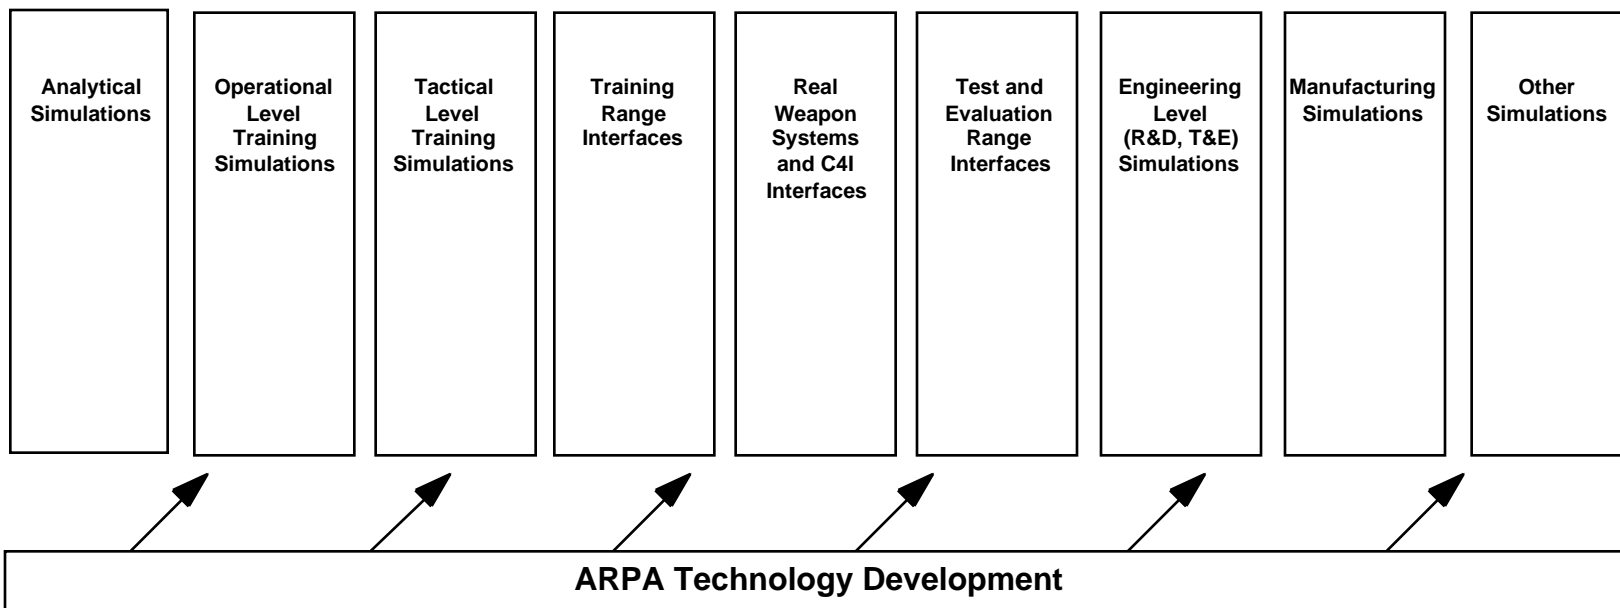 Analytical
Simulations
Operational
Level
Training
Simulations
Tactical
Level
Training
Simulations
Training
Range
Interfaces
Real
Weapon
Systems
and C4I
Interfaces
Test and
Evaluation
Range
Interfaces
Engineering
Level
(R&D, T&E)
Simulations
Manufacturing
Simulations
Other
Simulations
ARPA Technology Development